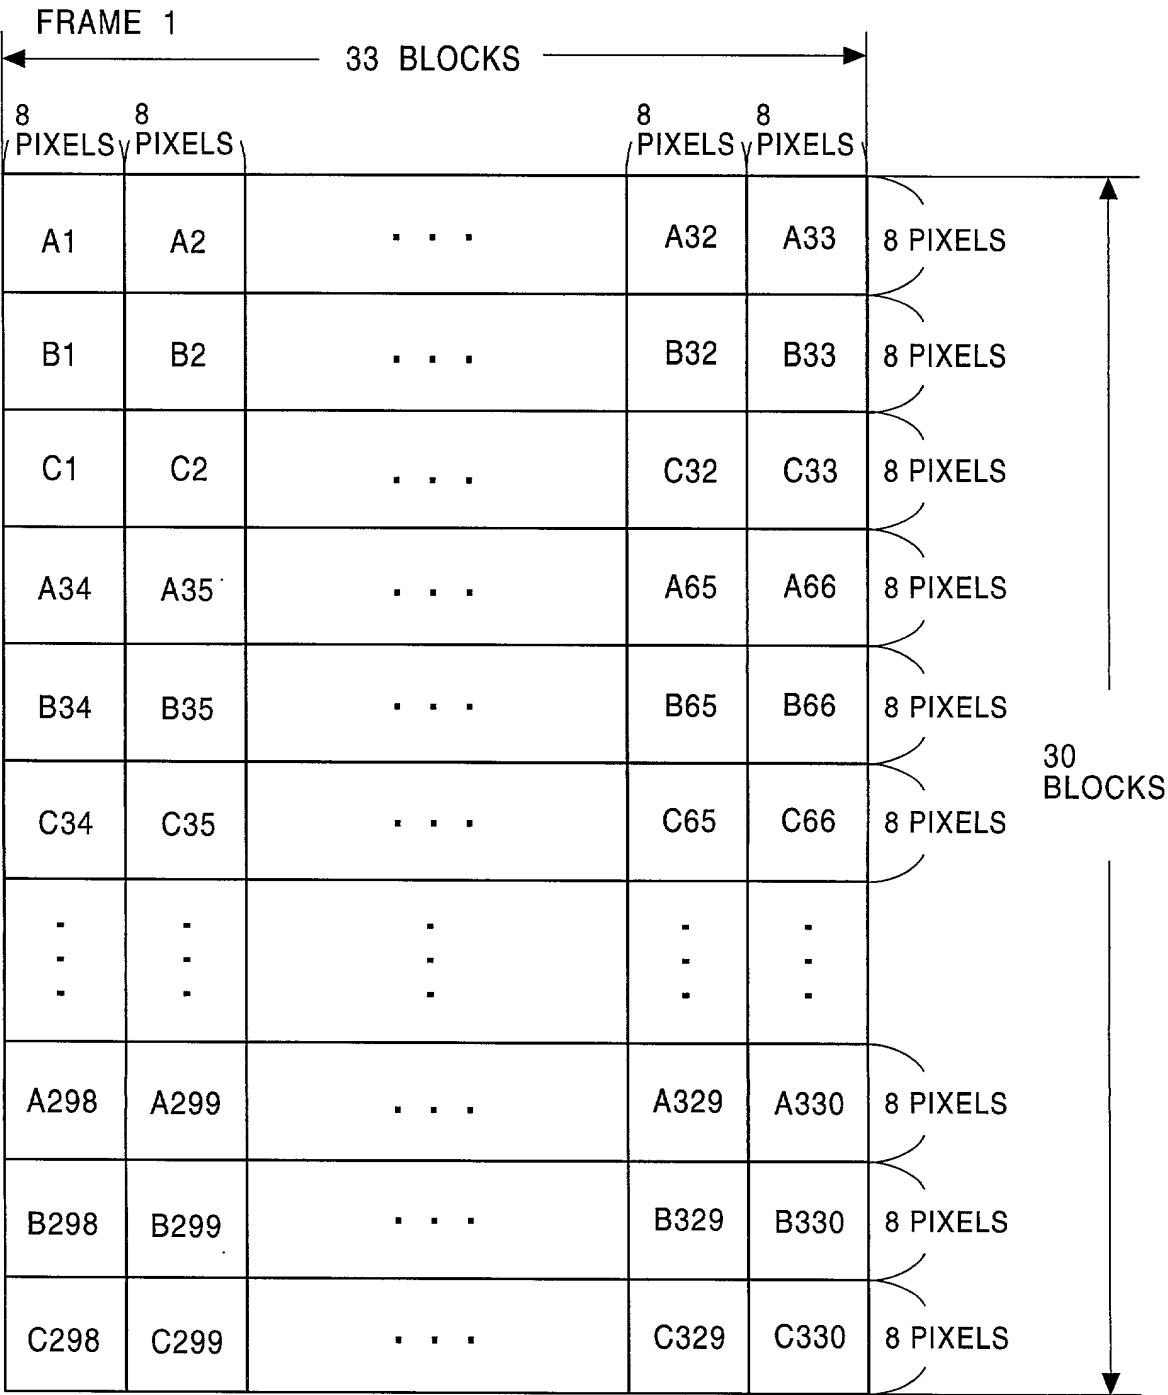 FRAME 1
33 BLOCKS
8 PIXELS
8 PIXELS
8 PIXELS
8 PIXELS
A1 A2 ... A32 A33 8 PIXELS
B1 B2 ... B32 B33 8 PIXELS
C1 C2 ... C32 C33 8 PIXELS
A34 A35 ... A65 A66 8 PIXELS
B34 B35 ... B65 B66 8 PIXELS
30
BLOCKS
C34 C35 ... C65 C66 8 PIXELS
A298 A299 ... A329 A330 8 PIXELS
B298 B299 ... B329 B330 8 PIXELS
C298 C299 ... C329 C330 8 PIXELS